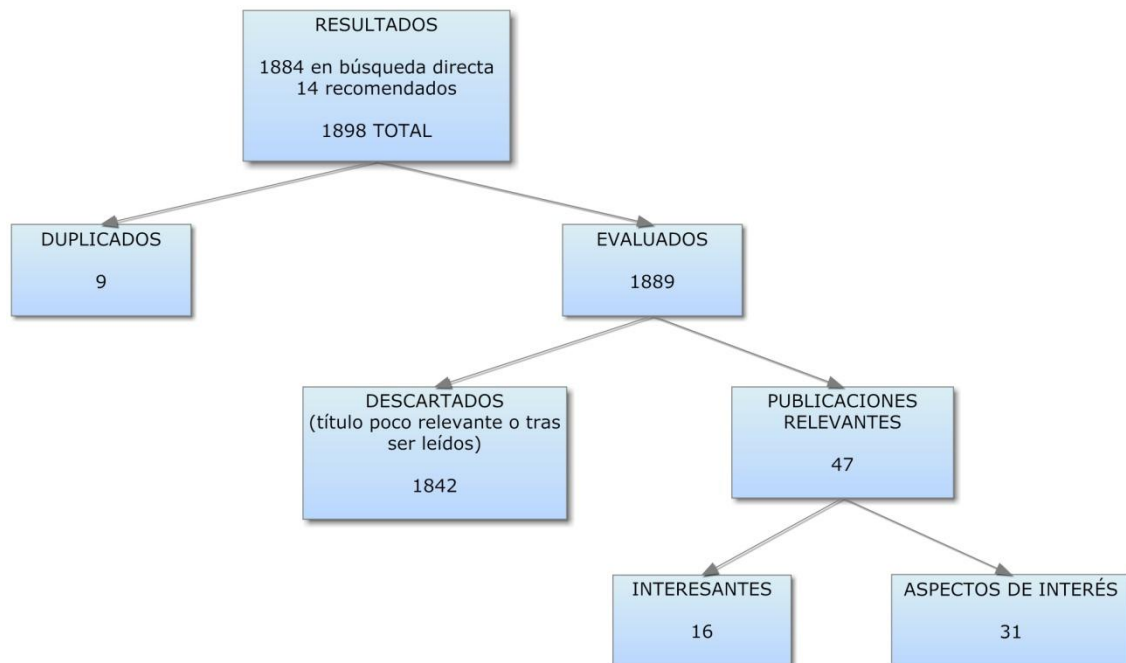 RESULTADOS
1884 en búsqueda directa
14 recomendados
1898 TOTAL
DUPLICADOS
9
EVALUADOS
1889
DESCARTADOS
(título poco relevante o tras
ser leídos)
1842
PUBLICACIONES
RELEVANTES
47
INTERESANTES
16
ASPECTOS DE INTERÉS
31